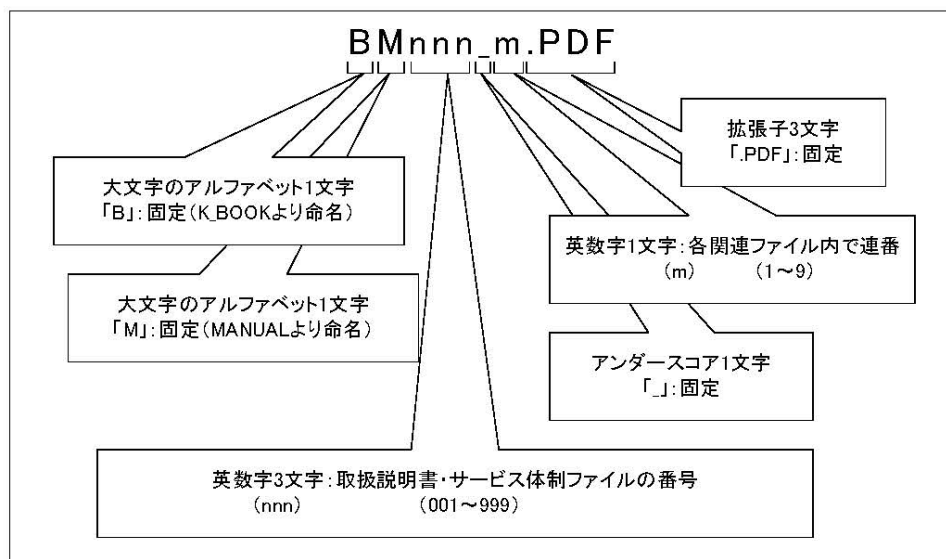 BMnnn_m.PDF
拡張子3文字
「.PDF」：固定
大文字のアルファベット1文字
「B」：固定（K_BOOKより命名）
英数字1文字：各関連ファイル内で連番
（m） （1～9）
大文字のアルファベット1文字
「M」：固定（MANUALより命名）
アンダースコア1文字
「_」：固定
英数字3文字：取扱説明書・サービス体制ファイルの番号
（nnn） （001～999）